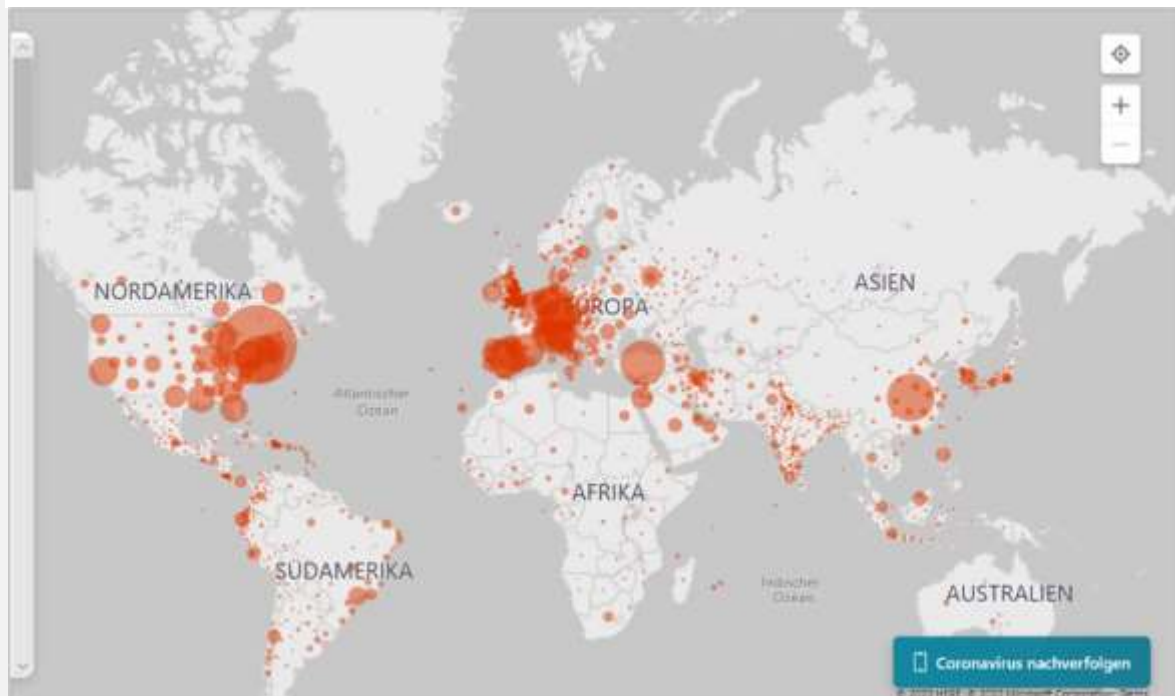 NORDAMERIKA
EUROPA
ASIEN
Atlantischer
Ozean
AFRIKA
SÜDAMERIKA
Indischer
Ozean
AUSTRALIEN
Coronavirus nachverfolgen